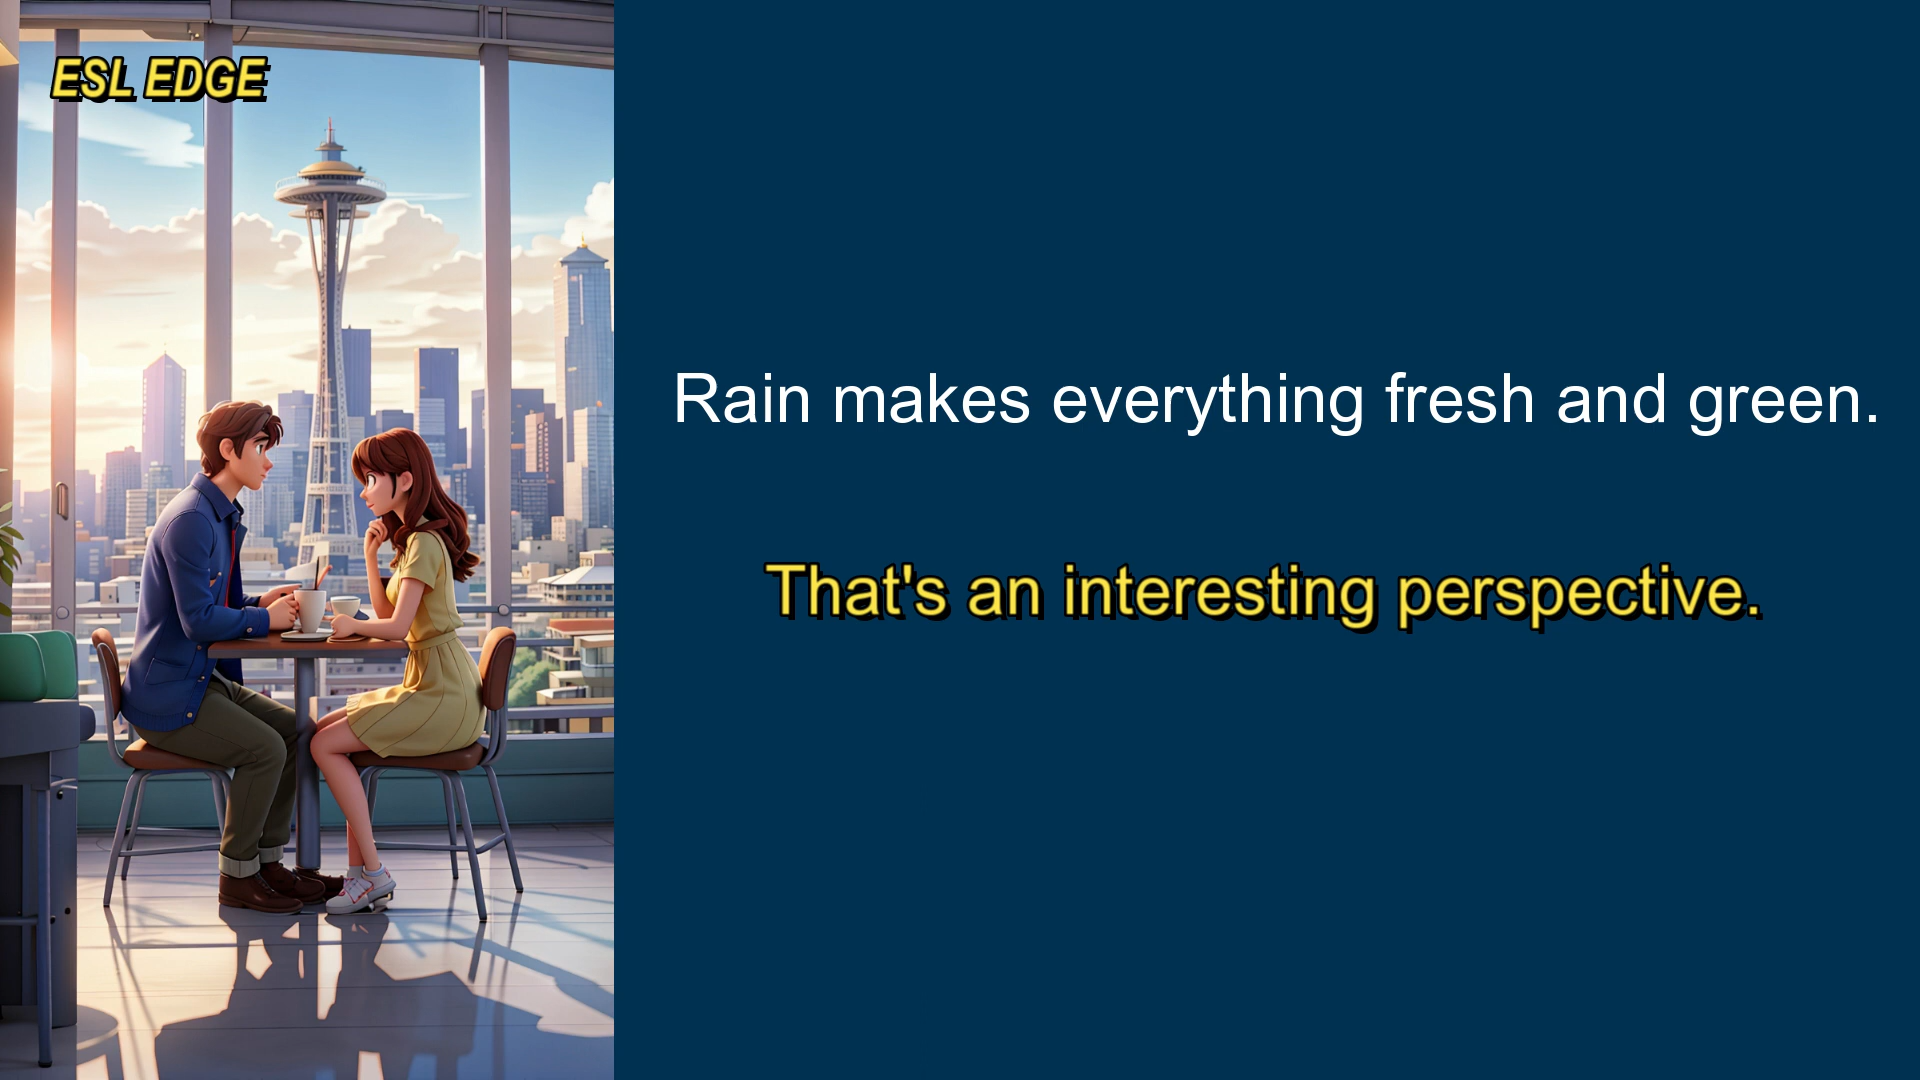 ESL EDGE
Rain makes everything fresh and green.
That's an interesting perspective.